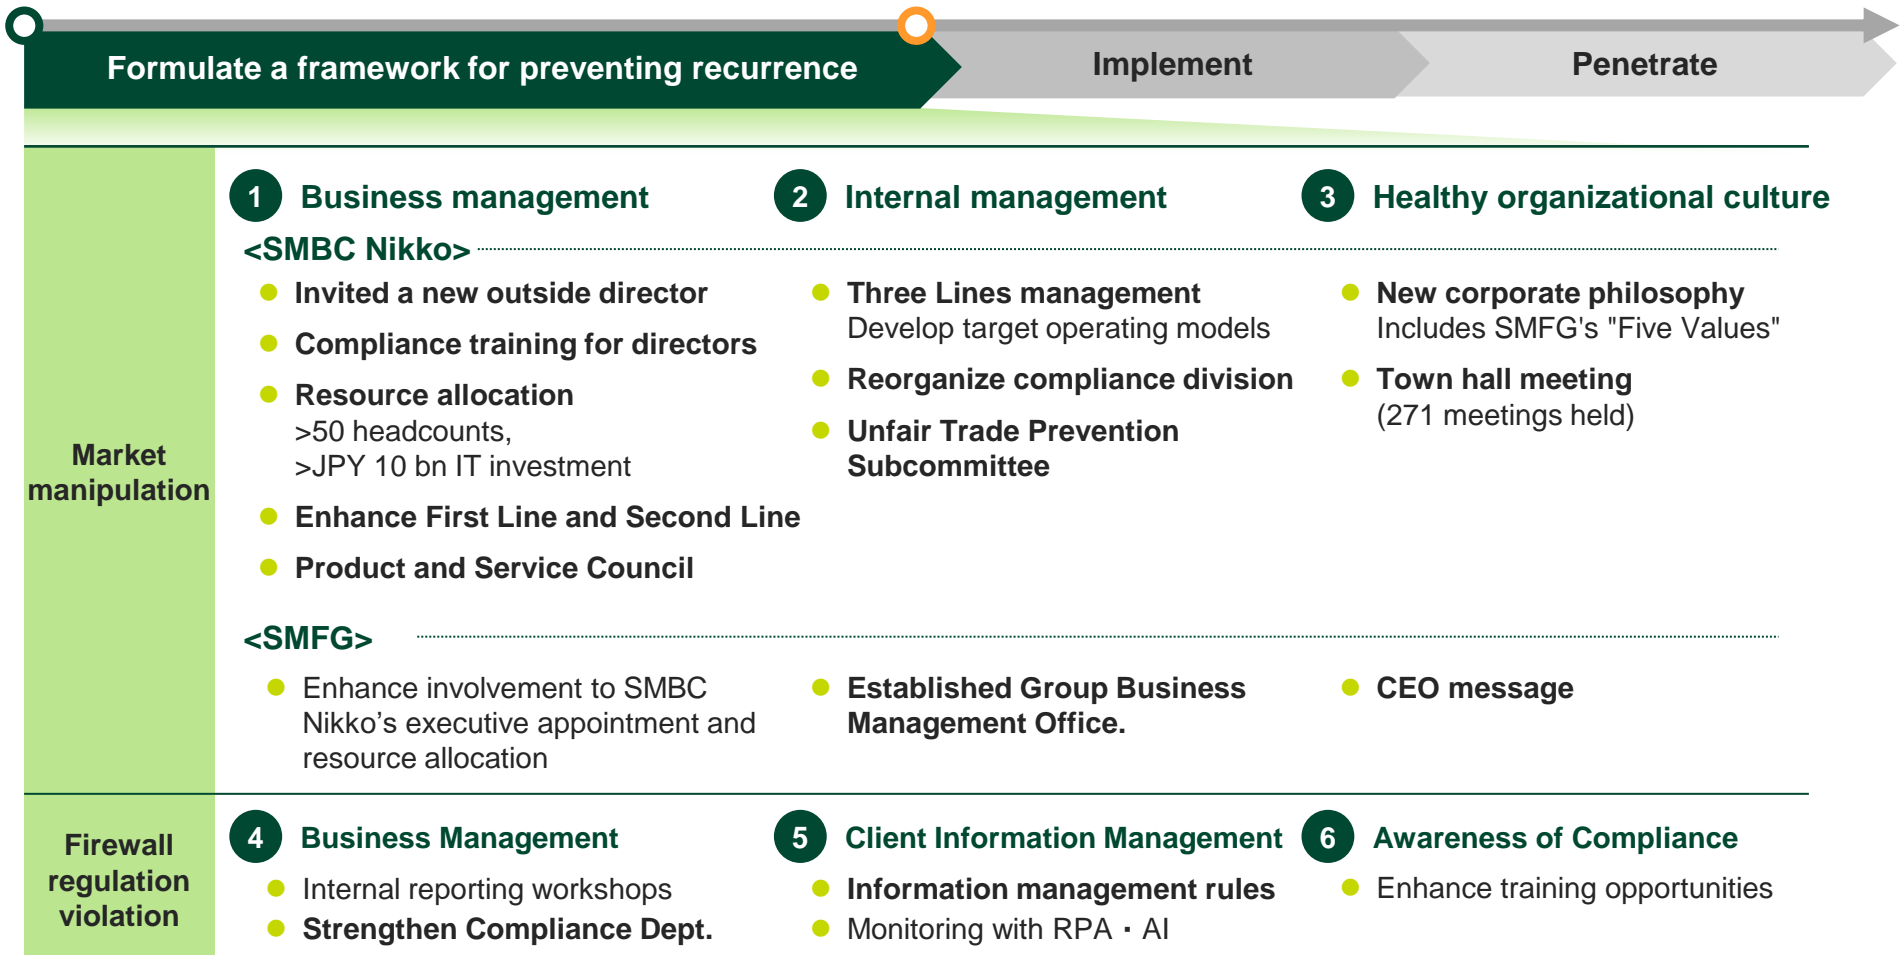 Formulate a framework for preventing recurrence
Implement
Penetrate
Market
manipulation
1 Business management
2 Internal management
3 Healthy organizational culture
<SMBC Nikko>
Invited a new outside director
Compliance training for directors
Resource allocation
>50 headcounts,
>JPY 10 bn IT investment
Enhance First Line and Second Line
Product and Service Council
Three Lines management
Develop target operating models
Reorganize compliance division
Unfair Trade Prevention
Subcommittee
New corporate philosophy
Includes SMFG's "Five Values"
Town hall meeting
(271 meetings held)
<SMFG>
Enhance involvement to SMBC
Nikko’s executive appointment and
resource allocation
Established Group Business
Management Office.
CEO message
Firewall
regulation
violation
4 Business Management
Internal reporting workshops
Strengthen Compliance Dept.
5 Client Information Management
Information management rules
Monitoring with RPA・AI
6 Awareness of Compliance
Enhance training opportunities